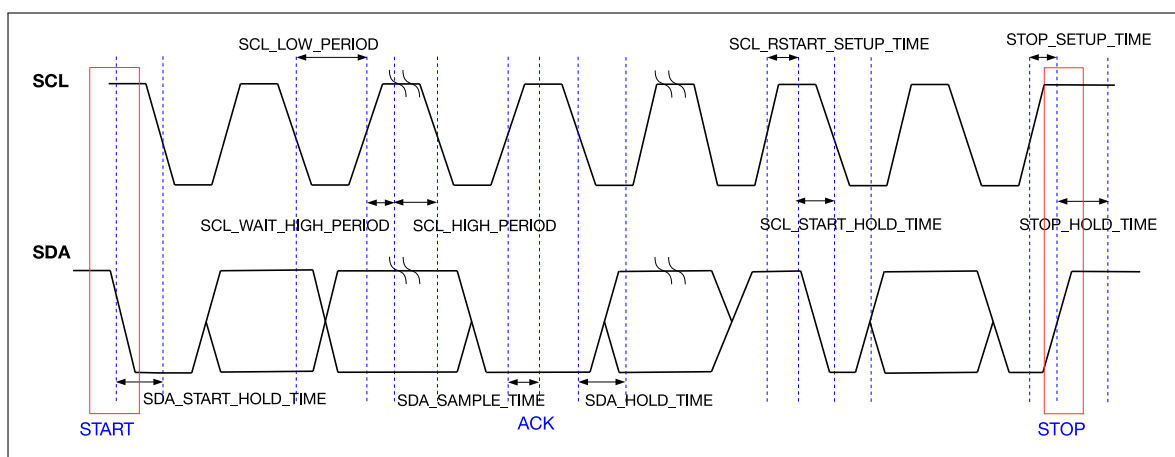 SCL_LOW_PERIOD
SCL_RSTART_SETUP_TIME
STOP_SETUP_TIME
SCL
SCL_WAIT_HIGH_PERIOD
SCL_HIGH_PERIOD
SCL_START_HOLD_TIME
STOP_HOLD_TIME
SDA
SDA_START_HOLD_TIME
SDA_SAMPLE_TIME
SDA_HOLD_TIME
START
ACK
STOP